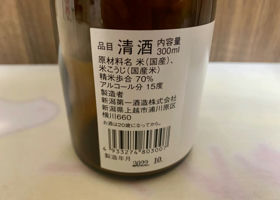 品目 清酒 内容量 300ml
原材料名 米(国産)、
米こうじ(国産米)
精米歩合 70%
アルコール分 15度
製造者
新潟第一酒造株式会社
新潟県上越市浦川原区
横川660
お酒は20歳になってから。
4933274803007
製造年月 2022. 10.